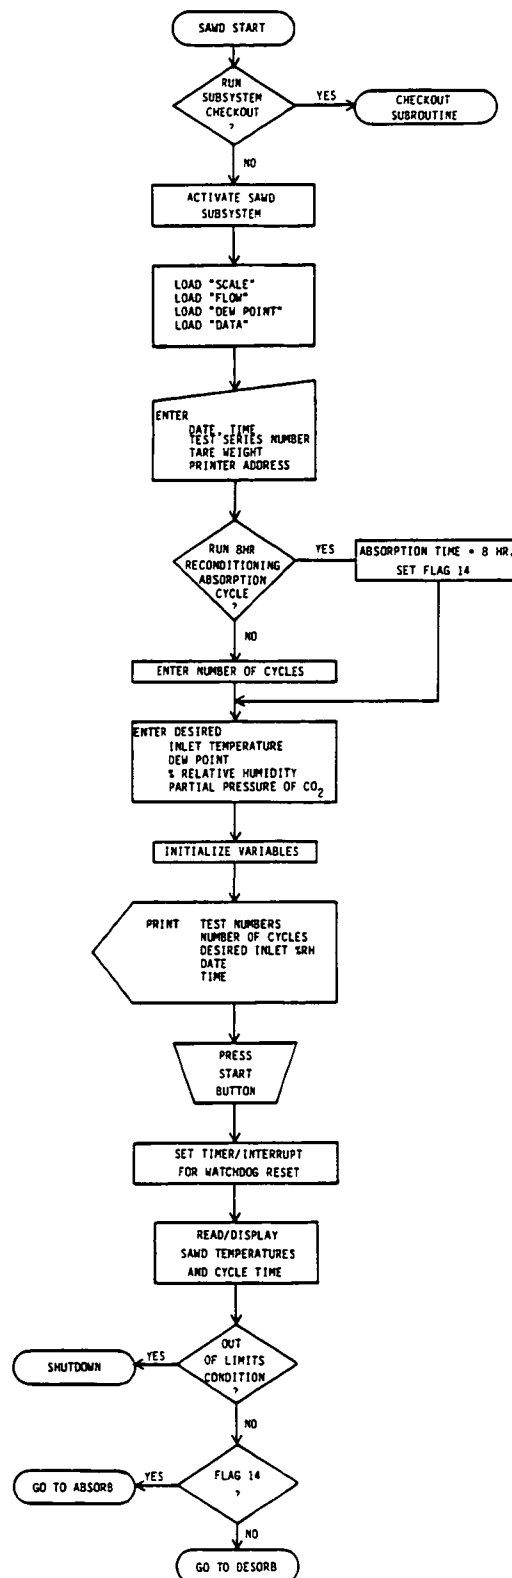 SAWD START
RUN
SUBSYSTEM
CHECKOUT
?
YES
CHECKOUT
SUBROUTINE
NO
ACTIVATE SAWD
SUBSYSTEM
LOAD "SCALE"
LOAD "FLOW"
LOAD "DEW POINT"
LOAD "DATA"
ENTER
DATE, TIME
TEST SERIES NUMBER
TARE WEIGHT
PRINTER ADDRESS
RUN 8HR
RECONDITIONING
ABSORPTION
CYCLE
?
YES
ABSORPTION TIME = 8 HR.
SET FLAG 14
NO
ENTER NUMBER OF CYCLES
ENTER DESIRED
INLET TEMPERATURE
DEW POINT
% RELATIVE HUMIDITY
PARTIAL PRESSURE OF CO2
INITIALIZE VARIABLES
PRINT TEST NUMBERS
NUMBER OF CYCLES
DESIRED INLET %RH
DATE
TIME
PRESS
START
BUTTON
SET TIMER/INTERRUPT
FOR WATCHDOG RESET
READ/DISPLAY
SAWD TEMPERATURES
AND CYCLE TIME
OUT
OF LIMITS
CONDITION
?
YES
SHUTDOWN
NO
FLAG 14
?
YES
GO TO ABSORB
NO
GO TO DESORB